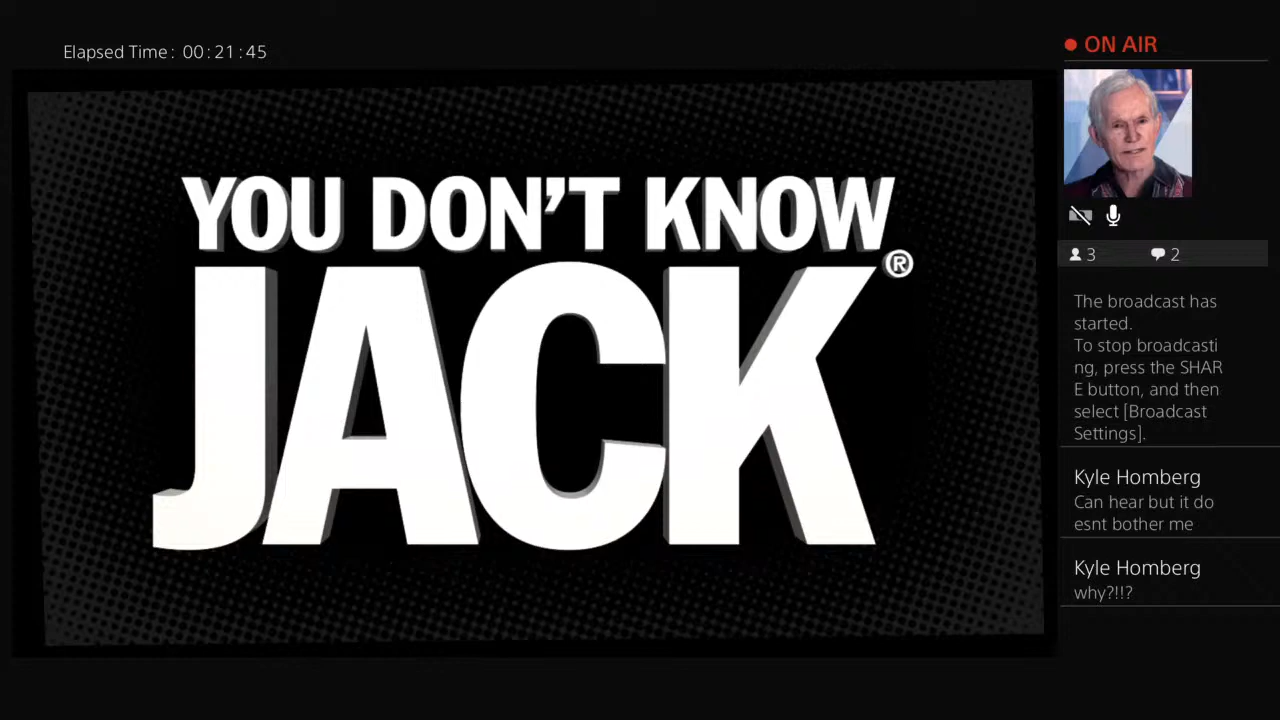 Elapsed Time: 00:21:45
ON AIR
YOU DON'T KNOW
JACK®
3 2
The broadcast has
started.
To stop broadcasti
ng, press the SHAR
E button, and then
select [Broadcast
Settings].
Kyle Homberg
Can hear but it do
esnt bother me
Kyle Homberg
why?!!?